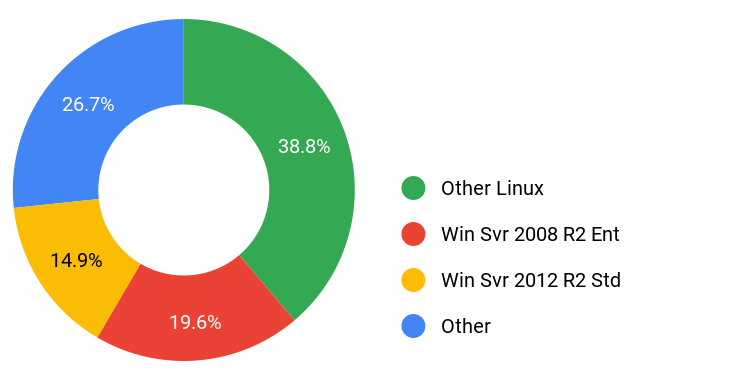 26.7%
38.8%
14.9%
19.6%
Other Linux
Win Svr 2008 R2 Ent
Win Svr 2012 R2 Std
Other